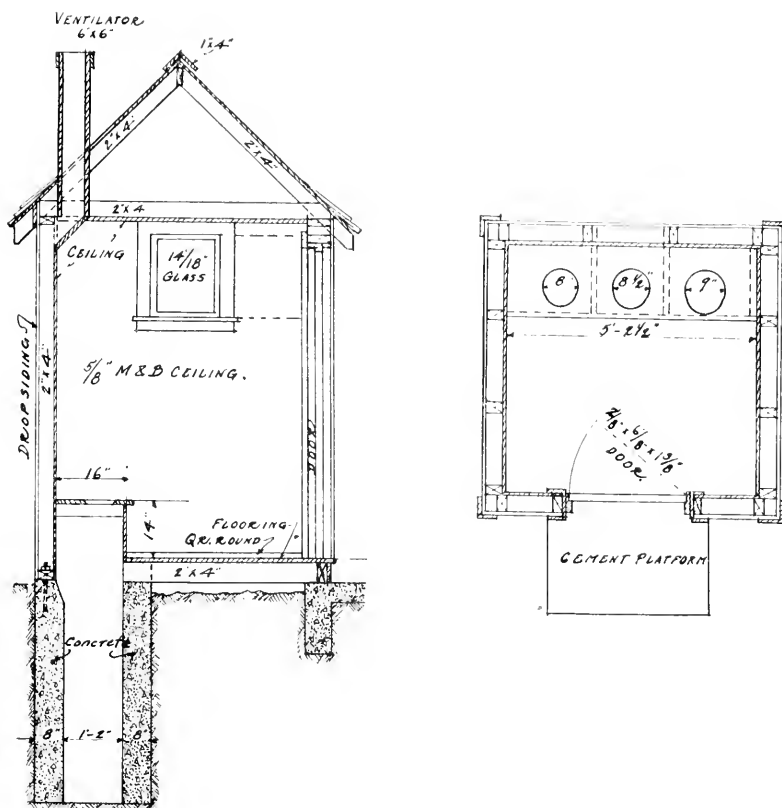 VENTILATOR
6"x6"
1"x4"
2"x4"
2"x4"
2"x4
CEILING
14/18"
GLASS
DROP SIDING
2"x4"
5/8" M & B CEILING.
DOOR
16"
14"
FLOORING
QR. ROUND
2"x4"
CONCRETE
8"
1'-2"
8"
8
8 1/2"
9"
5'-2 1/2"
2/8" x 6/8" x 1 3/8"
DOOR.
CEMENT PLATFORM